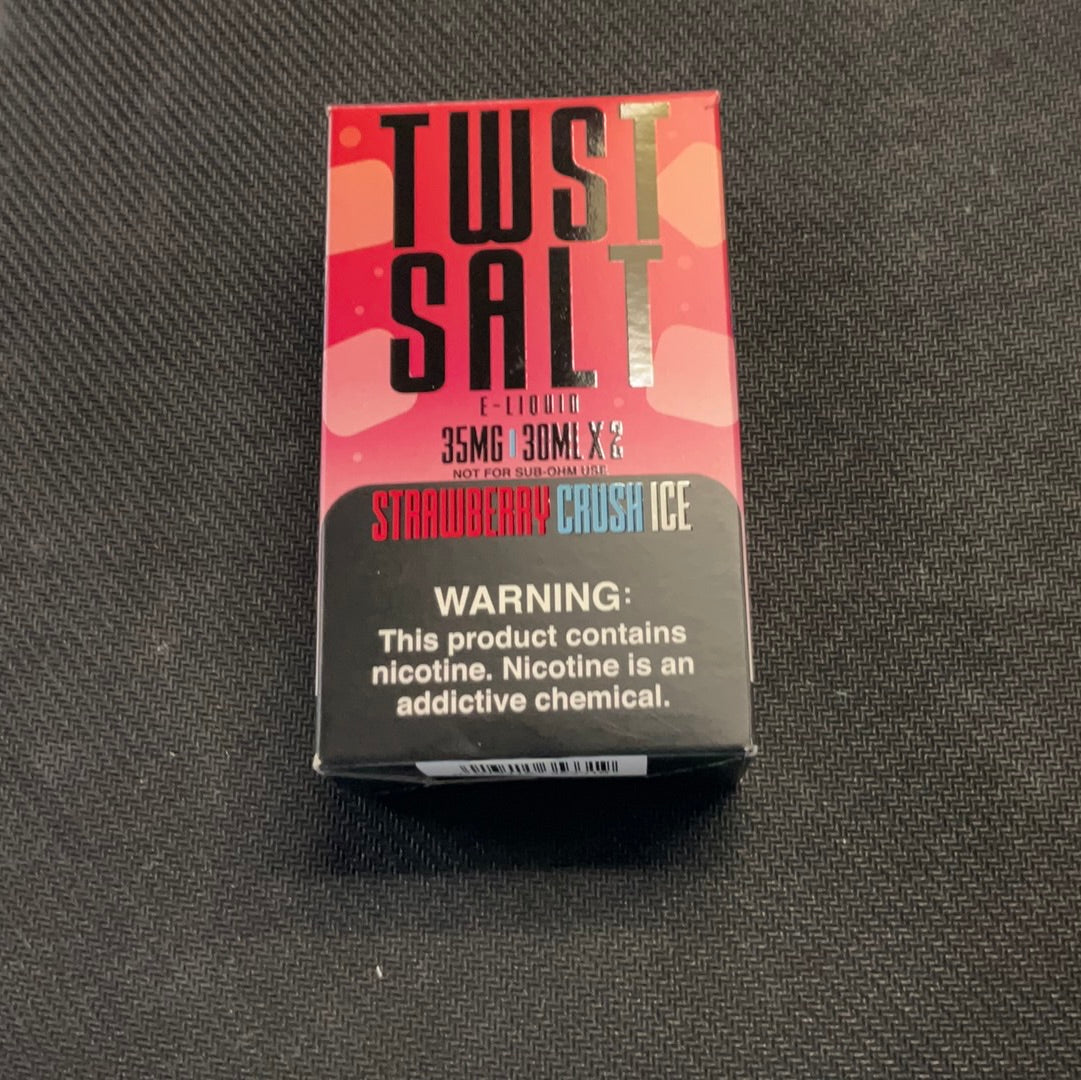 TWST
SALT
E-LIQUID
35MG | 30ML X 2
NOT FOR SUB-OHM USE.
STRAWBERRY CRUSH ICE
WARNING:
This product contains
nicotine. Nicotine is an
addictive chemical.